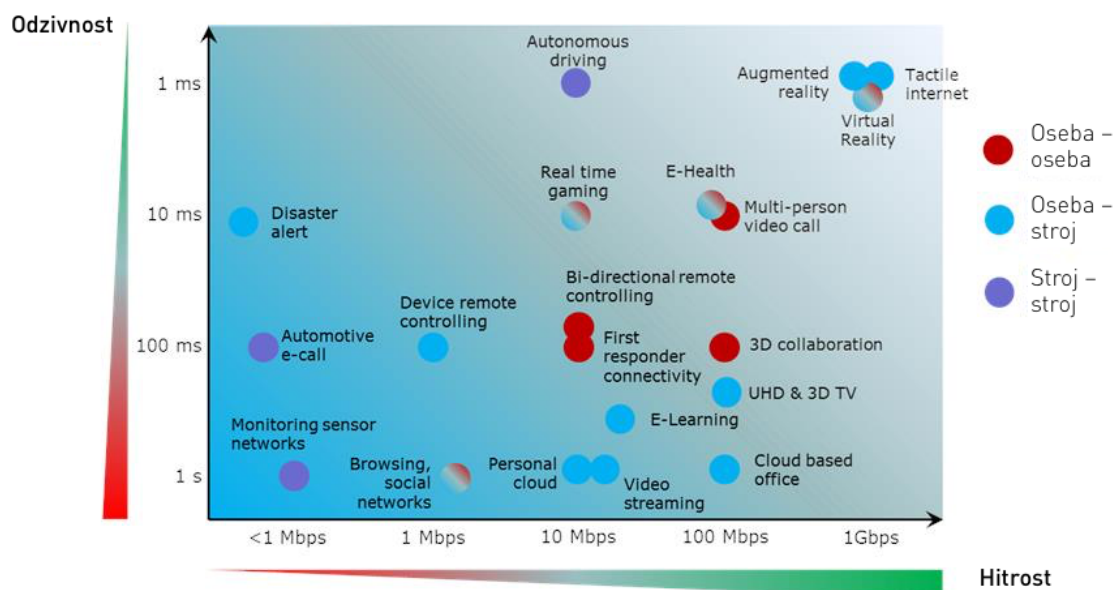 Odzivnost
1 ms
10 ms
100 ms
1 s
Autonomous
driving
Augmented
reality
Tactile
internet
Virtual
Reality
Real time
gaming
E-Health
Disaster
alert
Multi-person
video call
Bi-directional remote
controlling
Device remote
controlling
Automotive
e-call
First
responder
connectivity
3D collaboration
UHD & 3D TV
E-Learning
Monitoring sensor
networks
Browsing,
social
networks
Personal
cloud
Video
streaming
Cloud based
office
<1 Mbps
1 Mbps
10 Mbps
100 Mbps
1Gbps
Hitrost
Oseba –
oseba
Oseba –
stroj
Stroj –
stroj